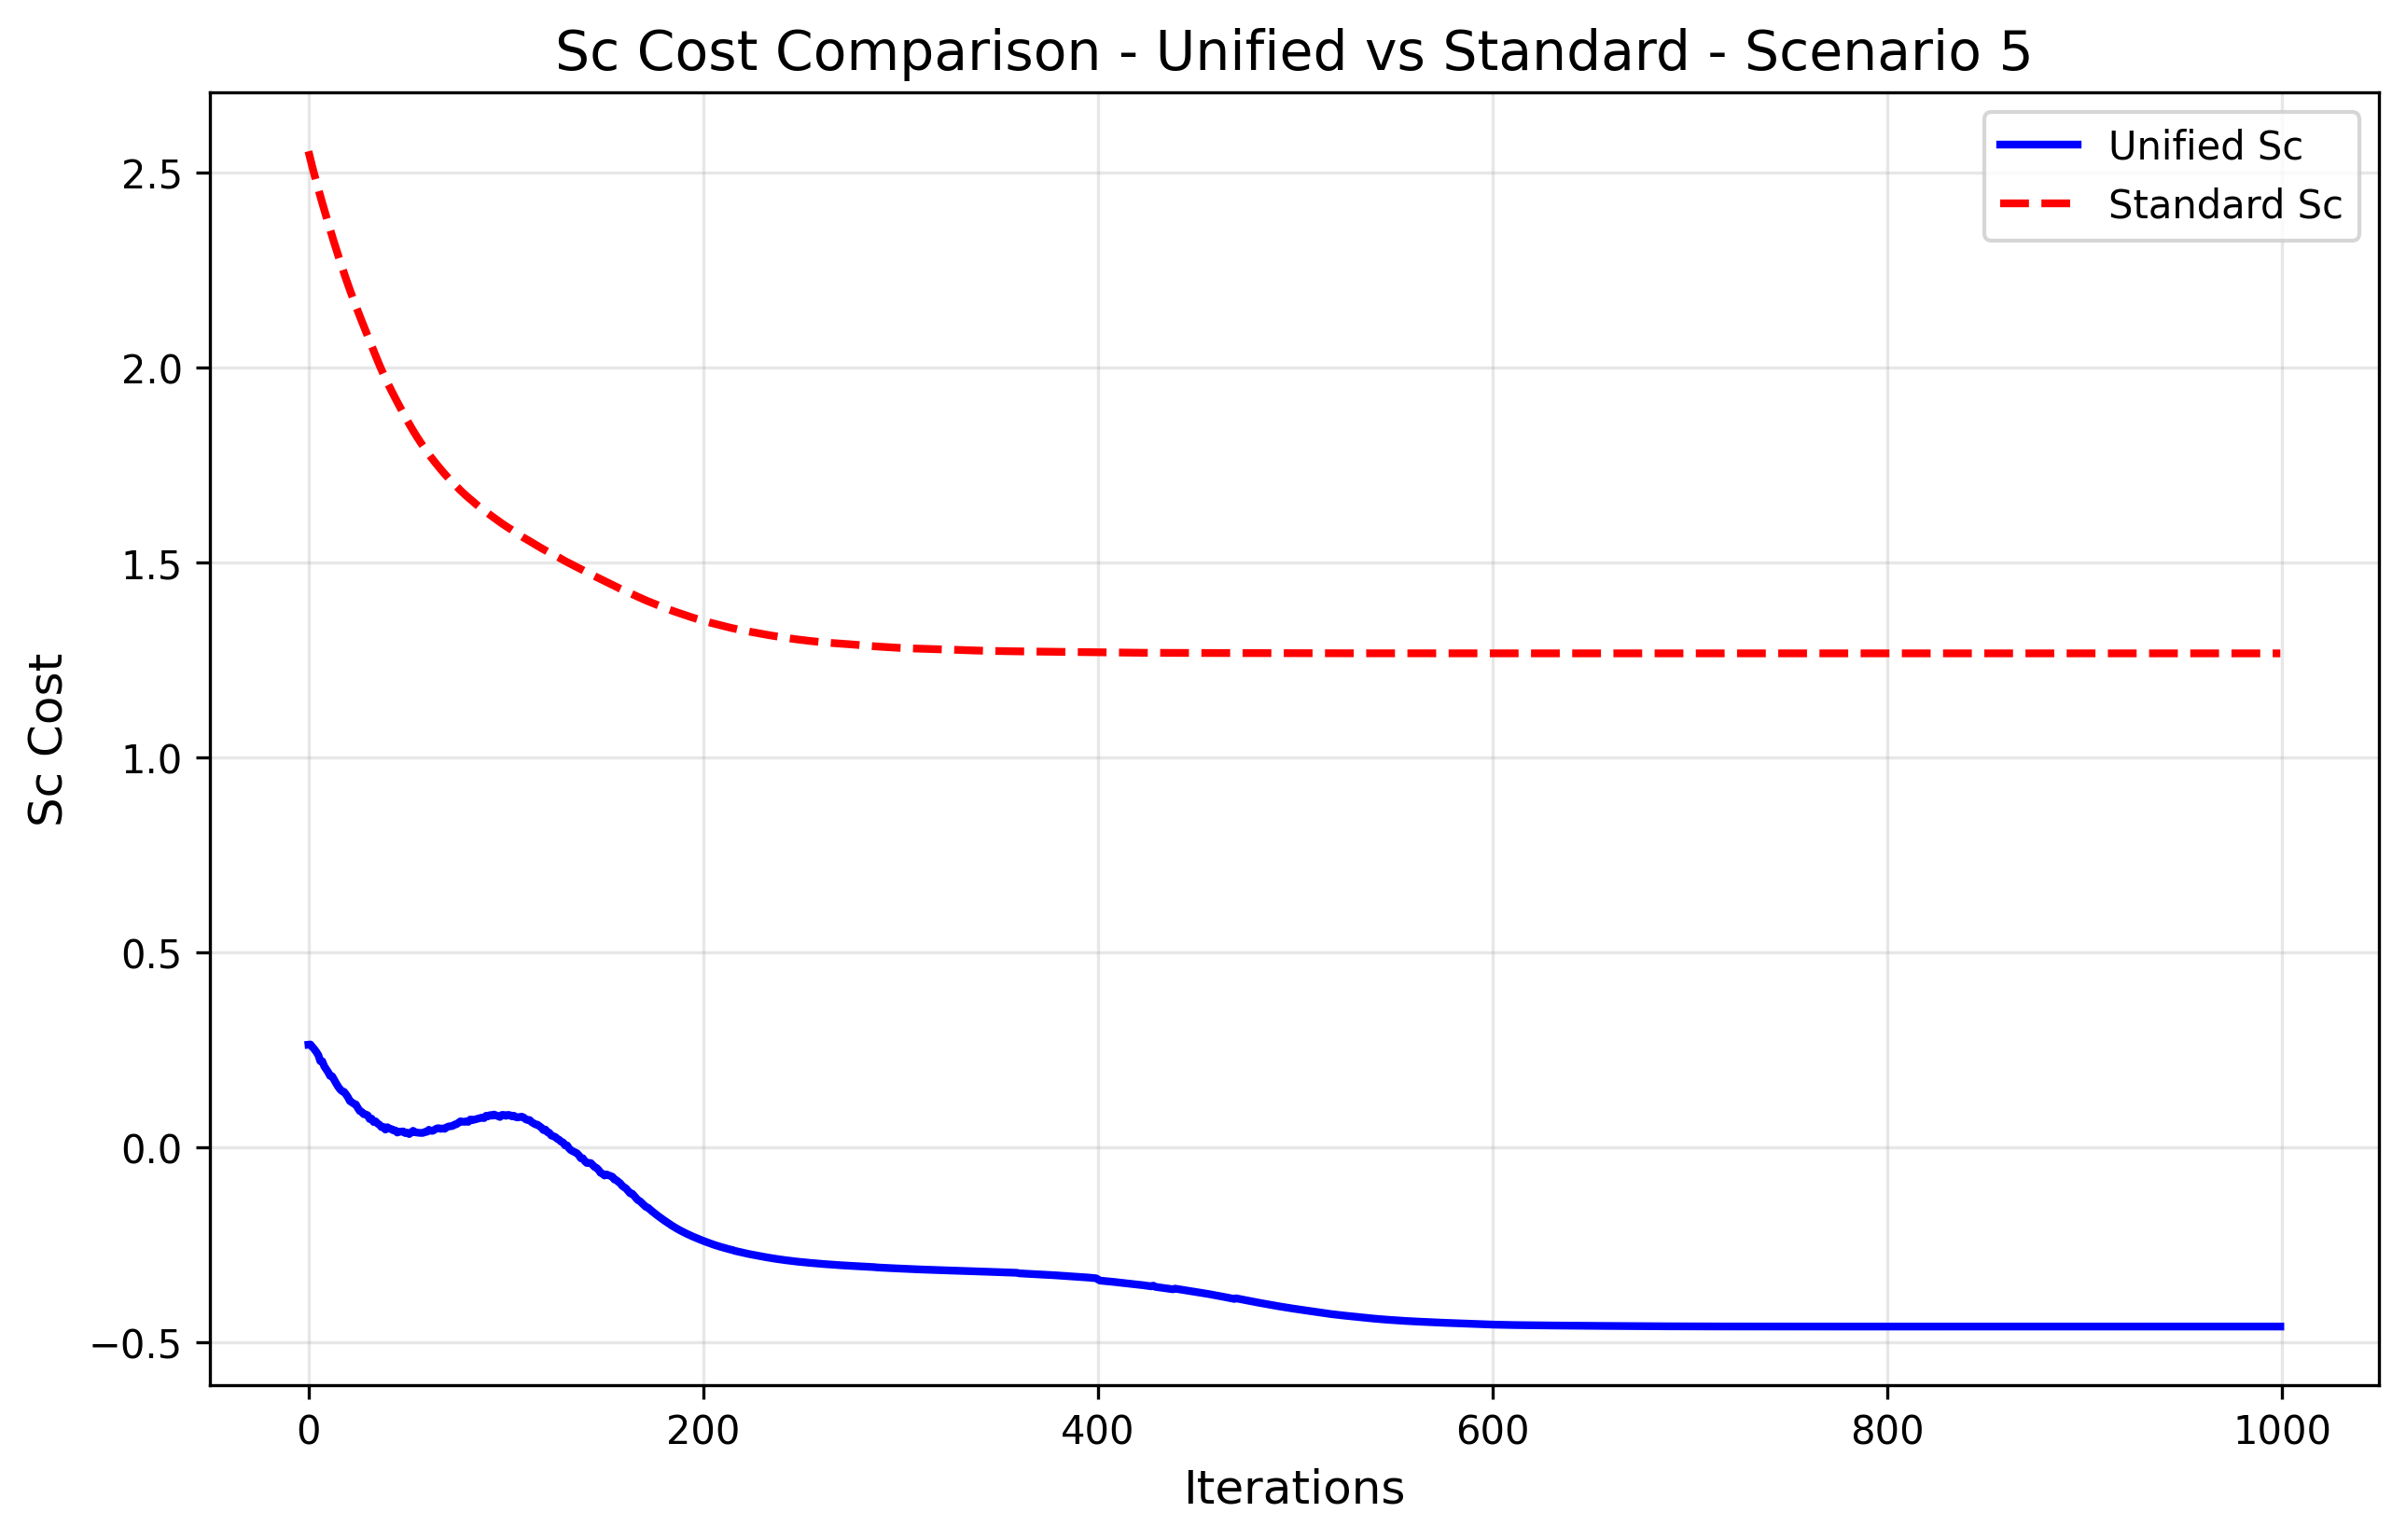 Sc Cost Comparison - Unified vs Standard - Scenario 5
Unified Sc
Standard Sc
2.5
2.0
1.5
1.0
0.5
0.0
−0.5
Sc Cost
0 200 400 600 800 1000
Iterations